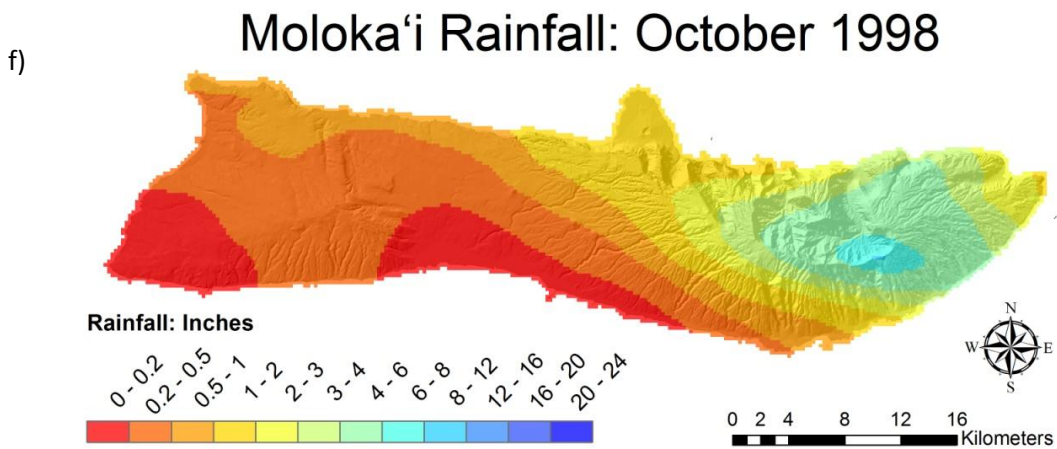 Moloka‘i Rainfall: October 1998
f)
N
W E
S
Rainfall: Inches
0 - 0.2
0.2 - 0.5
0.5 - 1
1 - 2
2 - 3
3 - 4
4 - 6
6 - 8
8 - 12
12 - 16
16 - 20
20 - 24
0 2 4 8 12 16
Kilometers